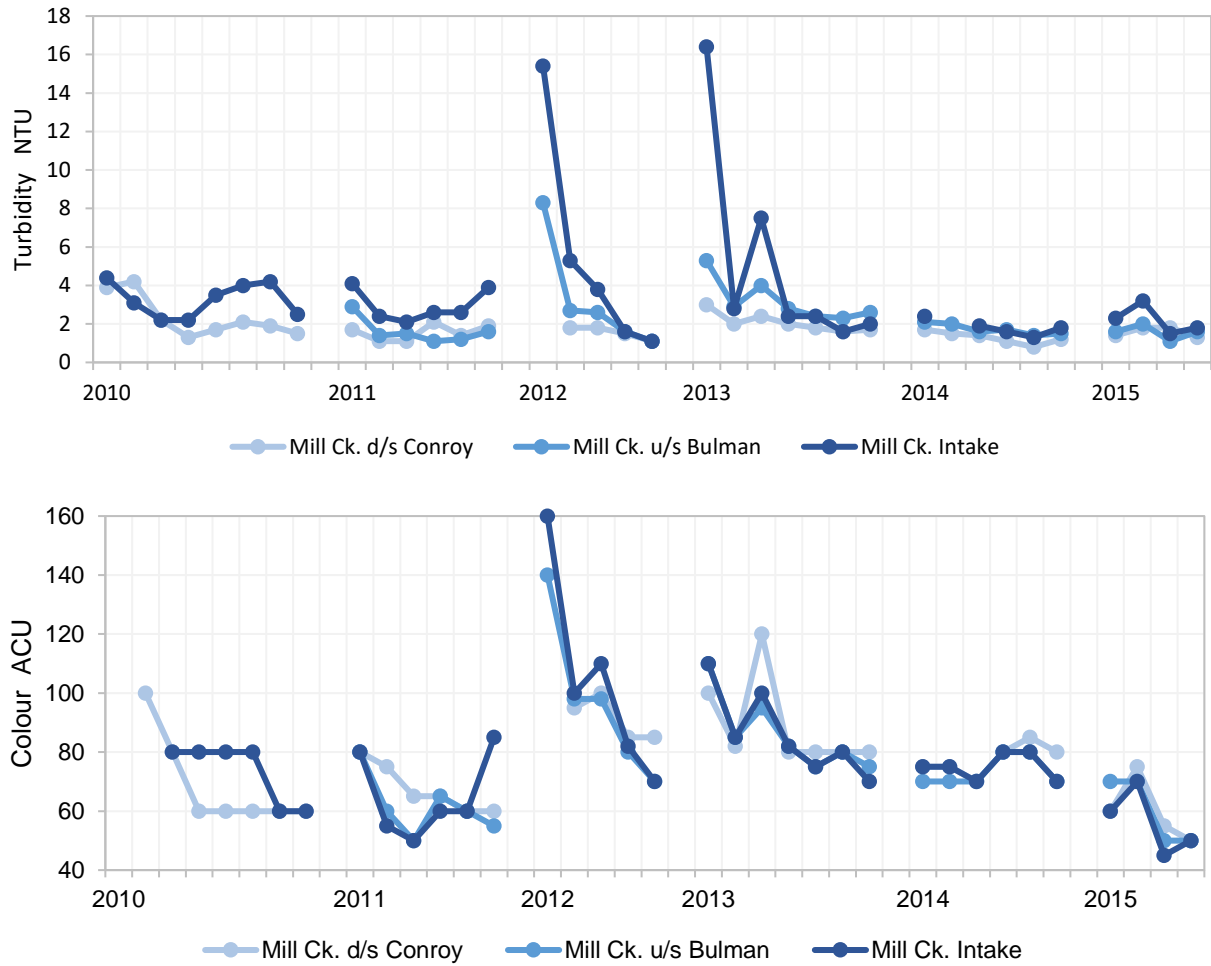 18
16
14
12
10
8
6
4
2
0
Turbidity NTU
2010 2011 2012 2013 2014 2015
Mill Ck. d/s Conroy Mill Ck. u/s Bulman Mill Ck. Intake
160
140
120
100
80
60
40
Colour ACU
2010 2011 2012 2013 2014 2015
Mill Ck. d/s Conroy Mill Ck. u/s Bulman Mill Ck. Intake